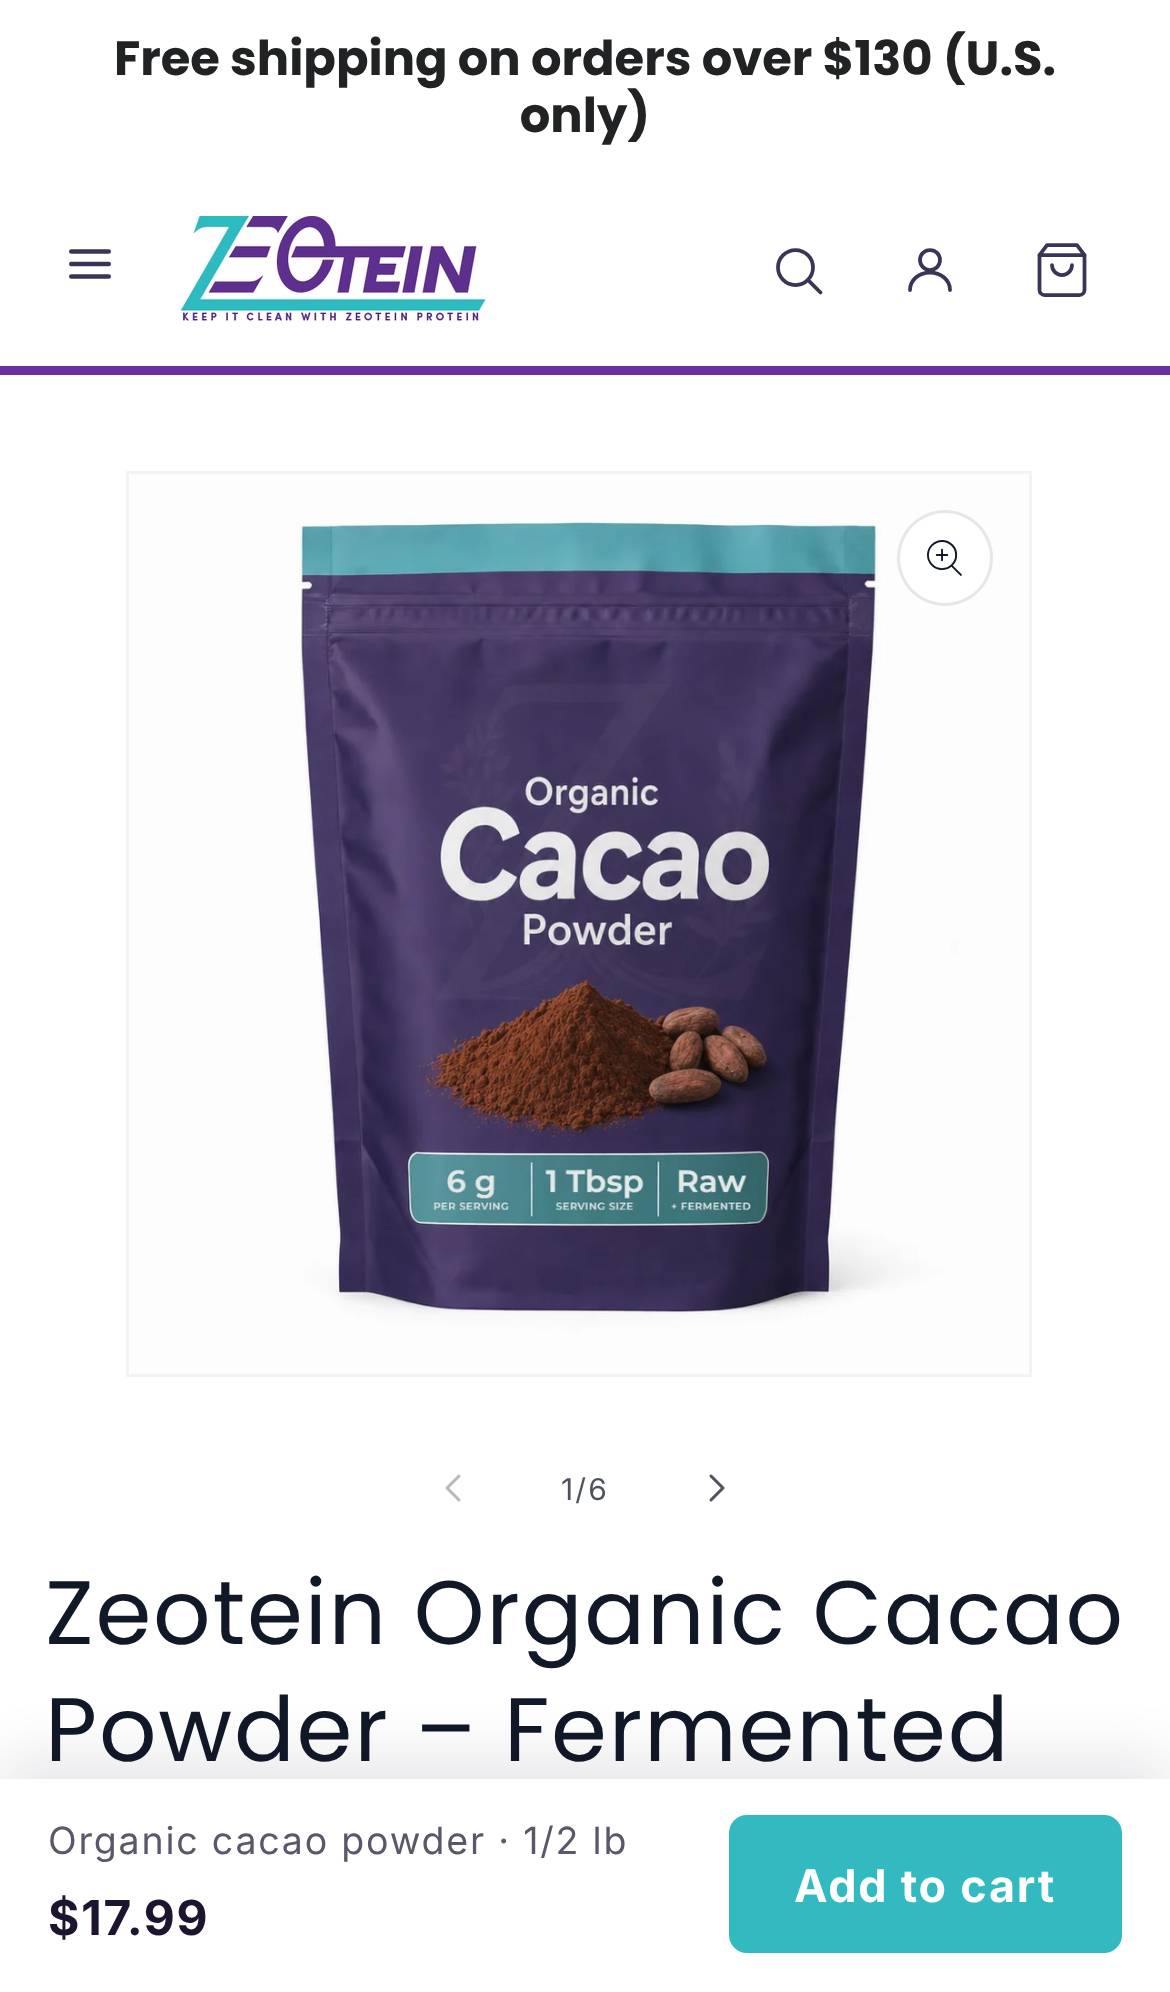 Free shipping on orders over $130 (U.S.
only)
ZEOTEIN
KEEP IT CLEAN WITH ZEOTEIN PROTEIN
Organic
Cacao
Powder
6 g
PER SERVING
1 Tbsp
SERVING SIZE
Raw
+ FERMENTED
1/6
Zeotein Organic Cacao
Powder – Fermented
Organic cacao powder · 1/2 lb
$17.99
Add to cart